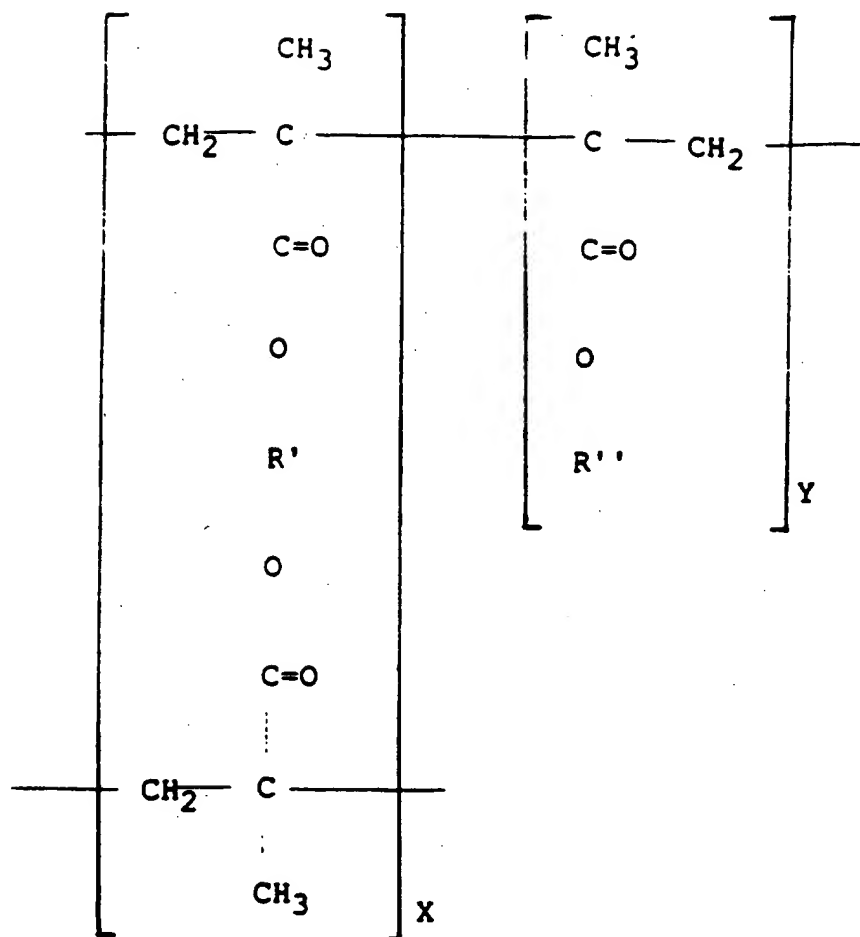 CH3 CH3
CH2 C C CH2
C=O C=O
O O
R' R''
Y
O
C=O
CH2 C
CH3
X